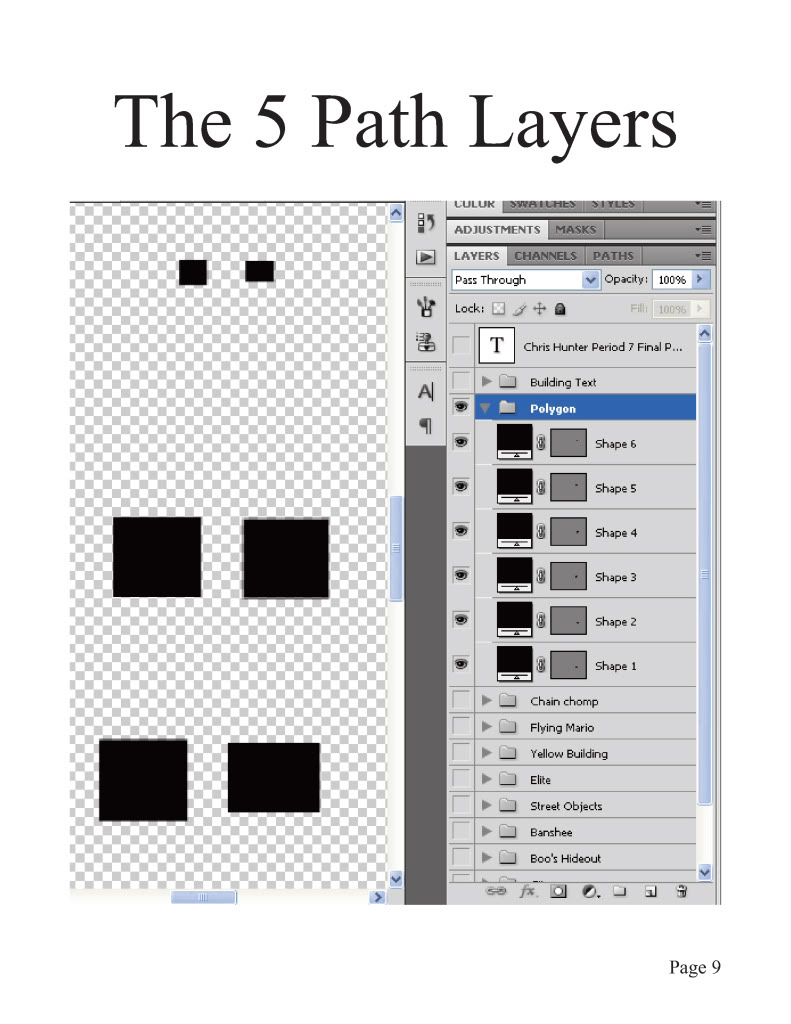 The 5 Path Layers
COLOR SWATCHES STYLES
ADJUSTMENTS MASKS
LAYERS CHANNELS PATHS
Pass Through Opacity: 100%
Lock: Fill: 100%
T Chris Hunter Period 7 Final P...
Building Text
Polygon
Shape 6
Shape 5
Shape 4
Shape 3
Shape 2
Shape 1
Chain chomp
Flying Mario
Yellow Building
Elite
Street Objects
Banshee
Boo's Hideout
A
fx.
Page 9